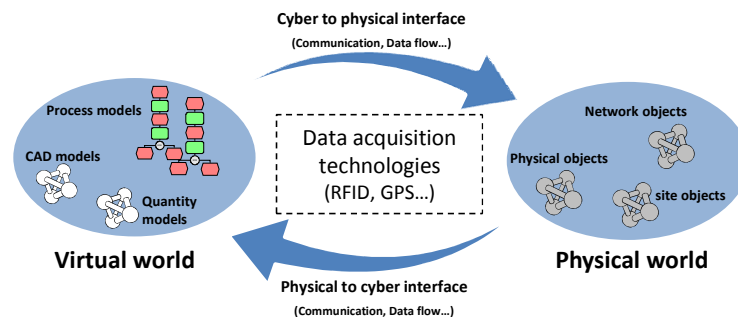 Cyber to physical interface
(Communication, Data flow...)
Process models
CAD models
Quantity
models
Virtual world
Data acquisition
technologies
(RFID, GPS...)
Network objects
Physical objects
site objects
Physical world
Physical to cyber interface
(Communication, Data flow...)